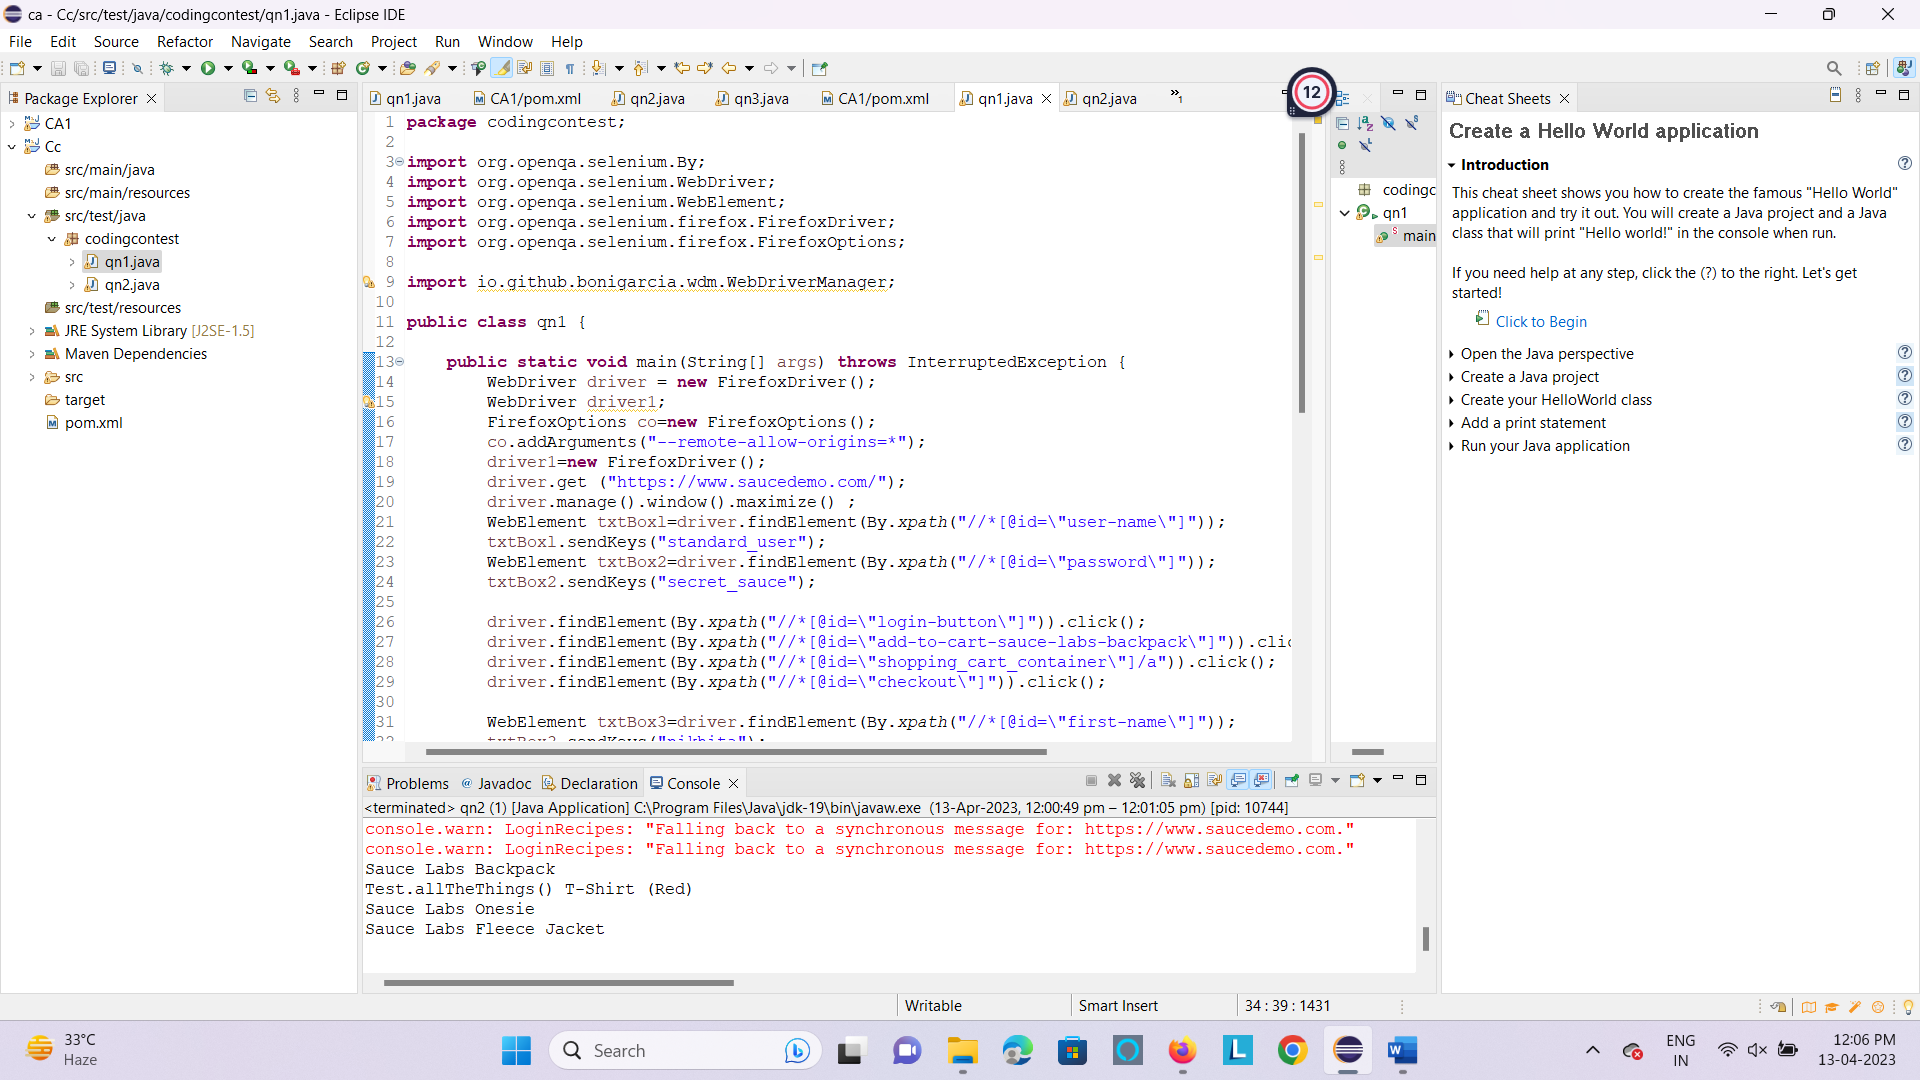 ca - Cc/src/test/java/codingcontest/qn1.java - Eclipse IDE
File Edit Source Refactor Navigate Search Project Run Window Help
Package Explorer
CA1
Cc
src/main/java
src/main/resources
src/test/java
codingcontest
qn1.java
qn2.java
src/test/resources
JRE System Library [J2SE-1.5]
Maven Dependencies
src
target
pom.xml
qn1.java CA1/pom.xml qn2.java qn3.java CA1/pom.xml qn1.java qn2.java »1
12
1 package codingcontest;
2
3 import org.openqa.selenium.By;
4 import org.openqa.selenium.WebDriver;
5 import org.openqa.selenium.WebElement;
6 import org.openqa.selenium.firefox.FirefoxDriver;
7 import org.openqa.selenium.firefox.FirefoxOptions;
8
9 import io.github.bonigarcia.wdm.WebDriverManager;
10
11 public class qn1 {
12
13 public static void main(String[] args) throws InterruptedException {
14 WebDriver driver = new FirefoxDriver();
15 WebDriver driver1;
16 FirefoxOptions co=new FirefoxOptions();
17 co.addArguments("--remote-allow-origins=*");
18 driver1=new FirefoxDriver();
19 driver.get ("https://www.saucedemo.com/");
20 driver.manage().window().maximize() ;
21 WebElement txtBoxl=driver.findElement(By.xpath("//*[@id=\"user-name\"]"));
22 txtBoxl.sendKeys("standard_user");
23 WebElement txtBox2=driver.findElement(By.xpath("//*[@id=\"password\"]"));
24 txtBox2.sendKeys("secret_sauce");
25
26 driver.findElement(By.xpath("//*[@id=\"login-button\"]")).click();
27 driver.findElement(By.xpath("//*[@id=\"add-to-cart-sauce-labs-backpack\"]")).clic
28 driver.findElement(By.xpath("//*[@id=\"shopping_cart_container\"]/a")).click();
29 driver.findElement(By.xpath("//*[@id=\"checkout\"]")).click();
30
31 WebElement txtBox3=driver.findElement(By.xpath("//*[@id=\"first-name\"]"));
codingc
qn1
main
Cheat Sheets
Create a Hello World application
Introduction
This cheat sheet shows you how to create the famous "Hello World"
application and try it out. You will create a Java project and a Java
class that will print "Hello world!" in the console when run.
If you need help at any step, click the (?) to the right. Let's get
started!
Click to Begin
Open the Java perspective
Create a Java project
Create your HelloWorld class
Add a print statement
Run your Java application
Problems Javadoc Declaration Console
<terminated> qn2 (1) [Java Application] C:\Program Files\Java\jdk-19\bin\javaw.exe (13-Apr-2023, 12:00:49 pm – 12:01:05 pm) [pid: 10744]
console.warn: LoginRecipes: "Falling back to a synchronous message for: https://www.saucedemo.com."
console.warn: LoginRecipes: "Falling back to a synchronous message for: https://www.saucedemo.com."
Sauce Labs Backpack
Test.allTheThings() T-Shirt (Red)
Sauce Labs Onesie
Sauce Labs Fleece Jacket
Writable Smart Insert 34 : 39 : 1431
33°C
Haze
Search
ENG
IN
12:06 PM
13-04-2023